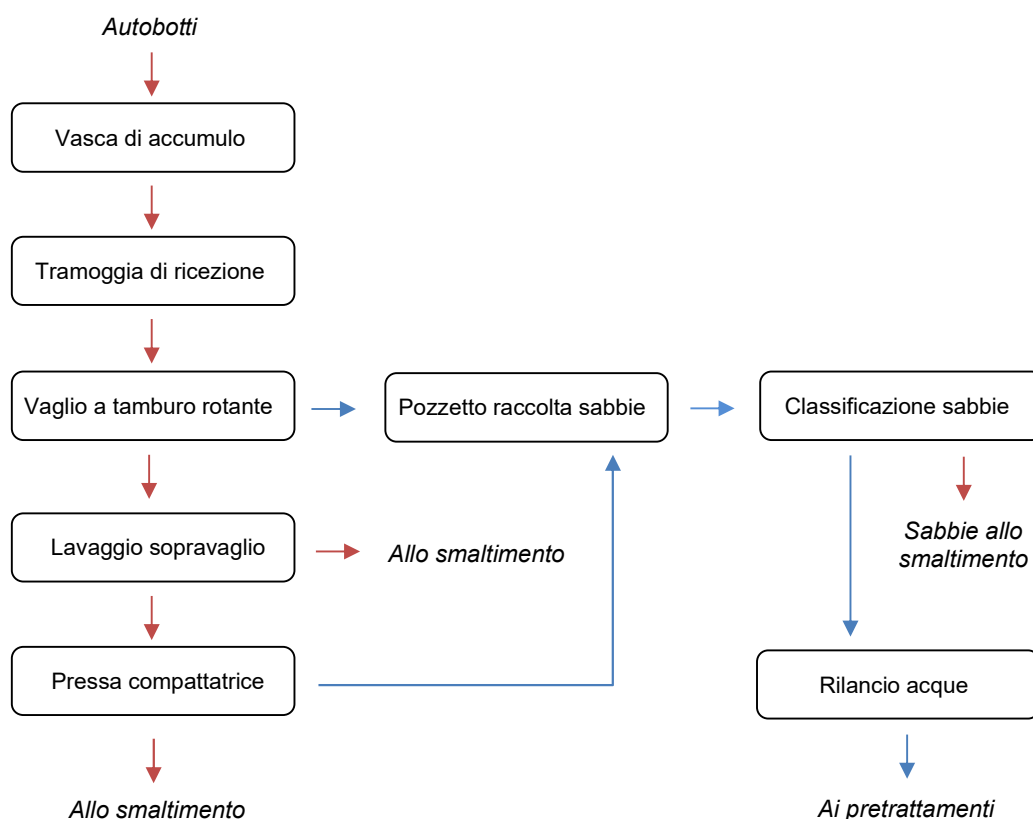 Autobotti
Vasca di accumulo
Tramoggia di ricezione
Vaglio a tamburo rotante
Pozzetto raccolta sabbie
Classificazione sabbie
Lavaggio sopravaglio
Allo smaltimento
Sabbie allo
smaltimento
Pressa compattatrice
Rilancio acque
Allo smaltimento
Ai pretrattamenti